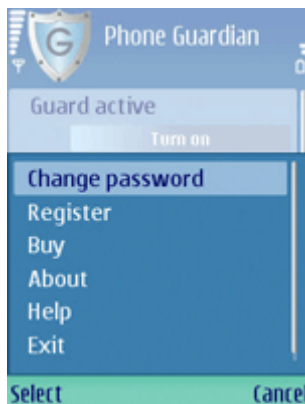 G
Phone Guardian
Guard active
Turn on
Change password
Register
Buy
About
Help
Exit
Select Cancel